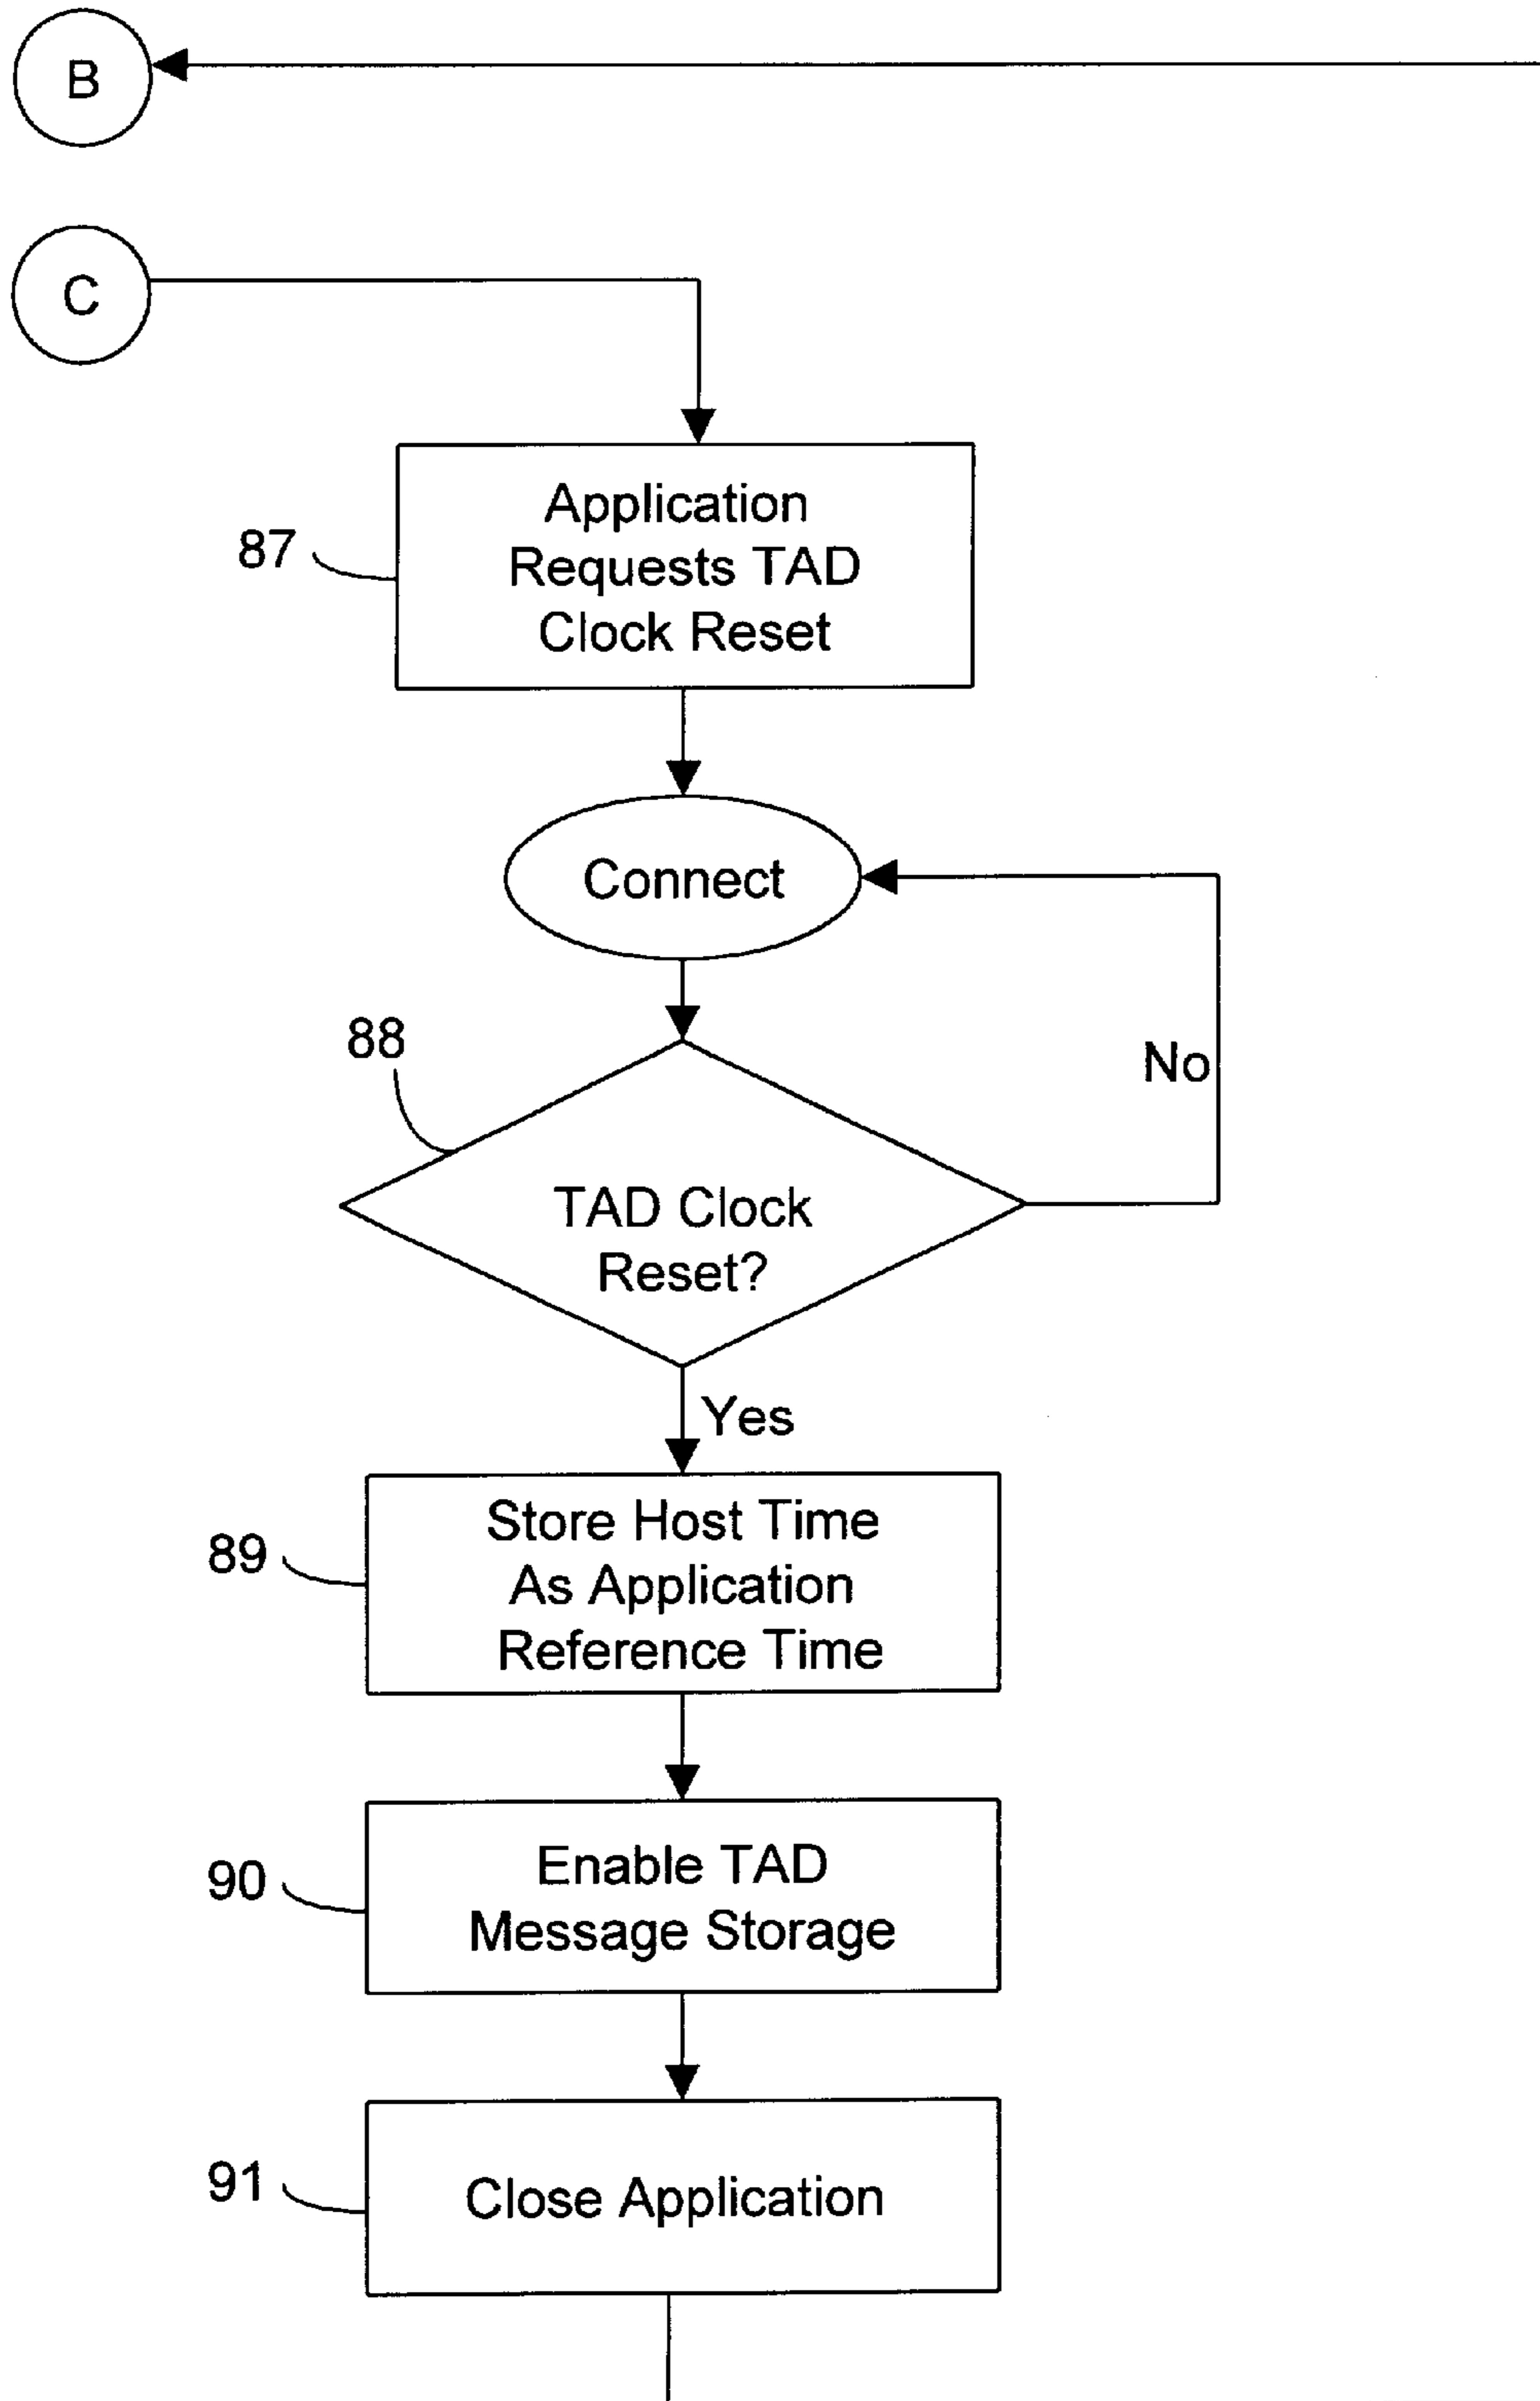 B
C
87
Application
Requests TAD
Clock Reset
Connect
88
No
TAD Clock
Reset?
Yes
89
Store Host Time
As Application
Reference Time
90
Enable TAD
Message Storage
91
Close Application